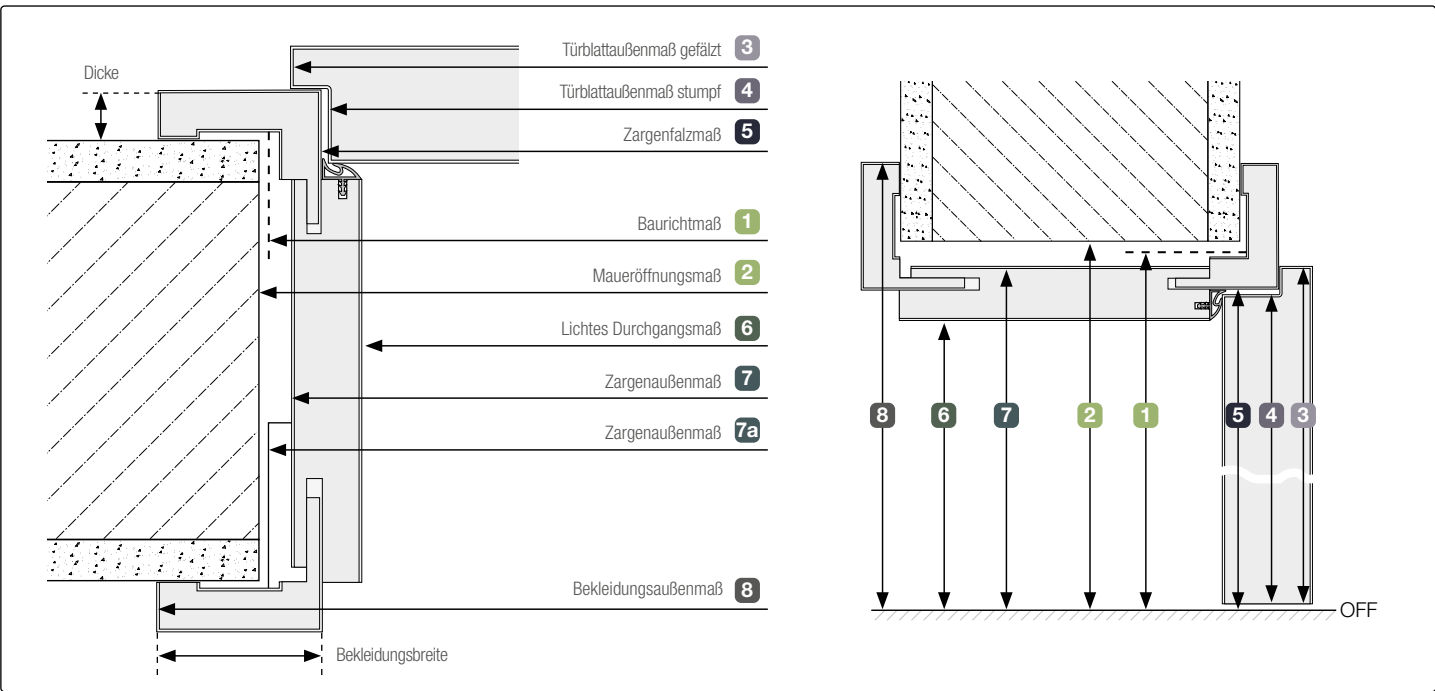 Dicke
Türblattaußenmaß gefälzt 3
Türblattaußenmaß stumpf 4
Zargenfalzmaß 5
Baurichtmaß 1
Maueröffnungsmaß 2
Lichtes Durchgangsmaß 6
Zargenaußenmaß 7
Zargenaußenmaß 7a
Bekleidungsaußenmaß 8
Bekleidungsbreite
8 6 7 2 1 5 4 3
OFF